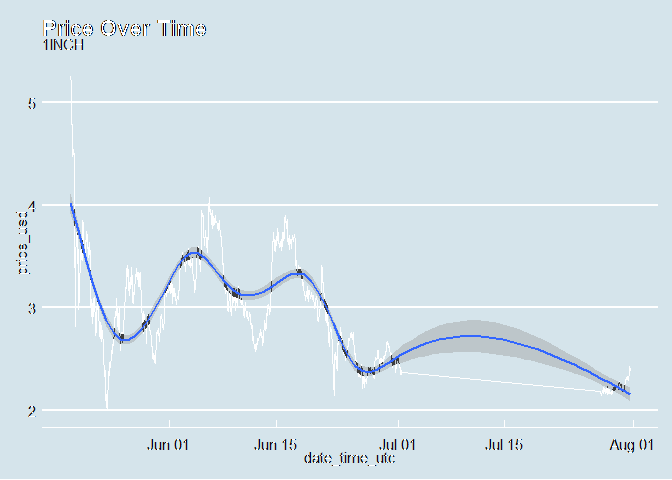 Price Over Time
1INCH
5
4
3
2
price_usd
Jun 01
Jun 15
Jul 01
Jul 15
Aug 01
date_time_utc